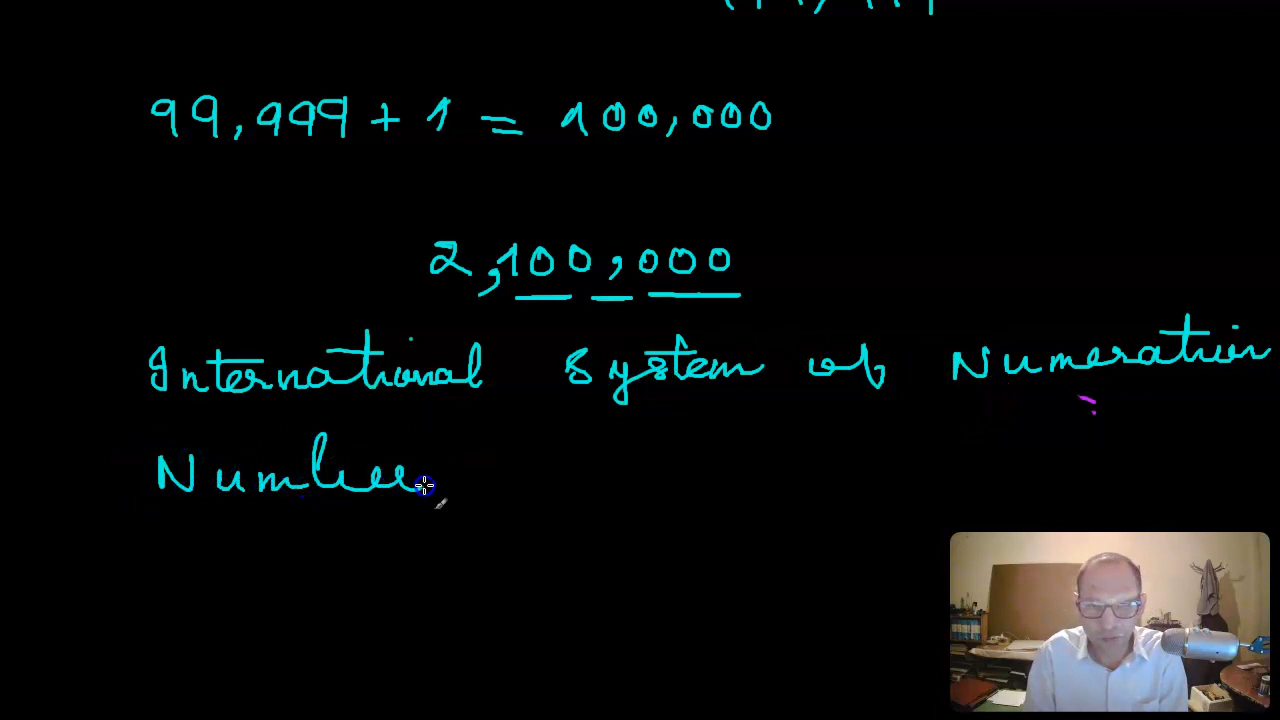 99,999 + 1 = 100,000
2,100,000
International System of Numeration
Number